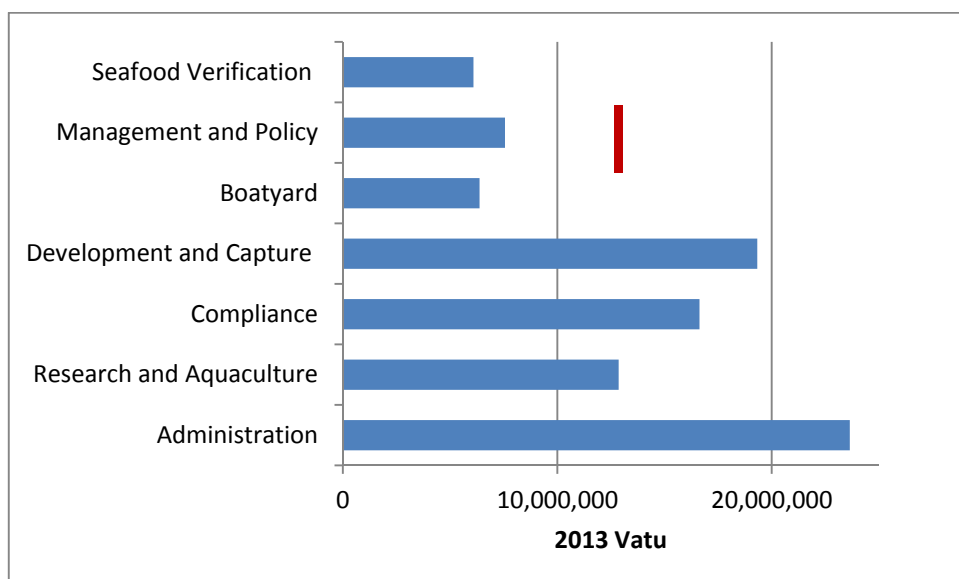 Seafood Verification
Management and Policy
Boatyard
Development and Capture
Compliance
Research and Aquaculture
Administration
0 10,000,000 20,000,000
2013 Vatu